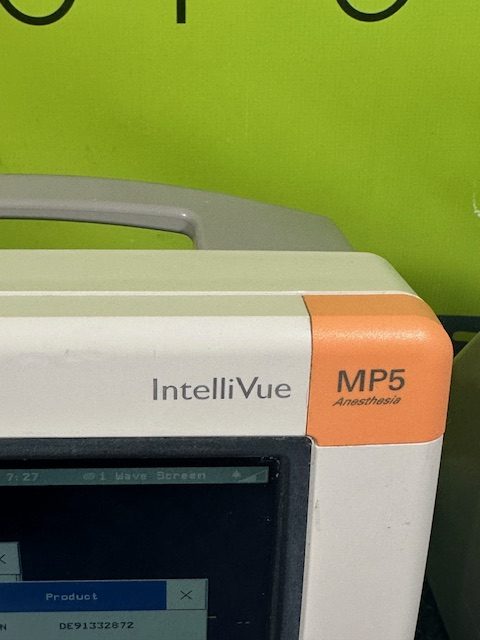 IntelliVue
MP5
Anesthesia
7:27
1 Wave Screen
Product
N
DE91332872